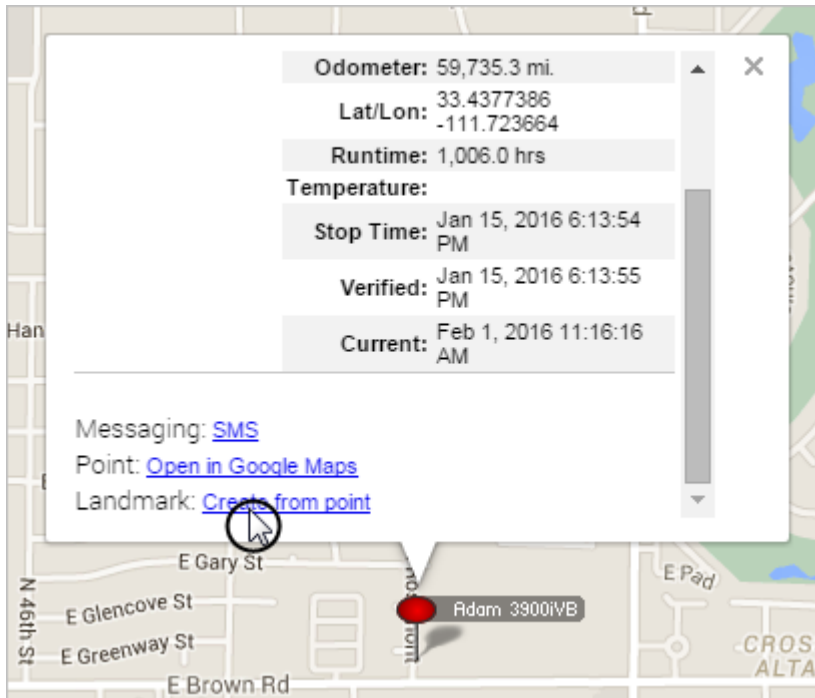 Odometer: 59,735.3 mi.
Lat/Lon: 33.4377386
-111.723664
Runtime: 1,006.0 hrs
Temperature:
Stop Time: Jan 15, 2016 6:13:54
PM
Verified: Jan 15, 2016 6:13:55
PM
Current: Feb 1, 2016 11:16:16
AM
Han
Messaging: SMS
Point: Open in Google Maps
Landmark: Create from point
E Gary St
N 46th St
E Glencove St
Adam 3900iVB
E Pad
E Greenway St
CROS
ALTA
E Brown Rd